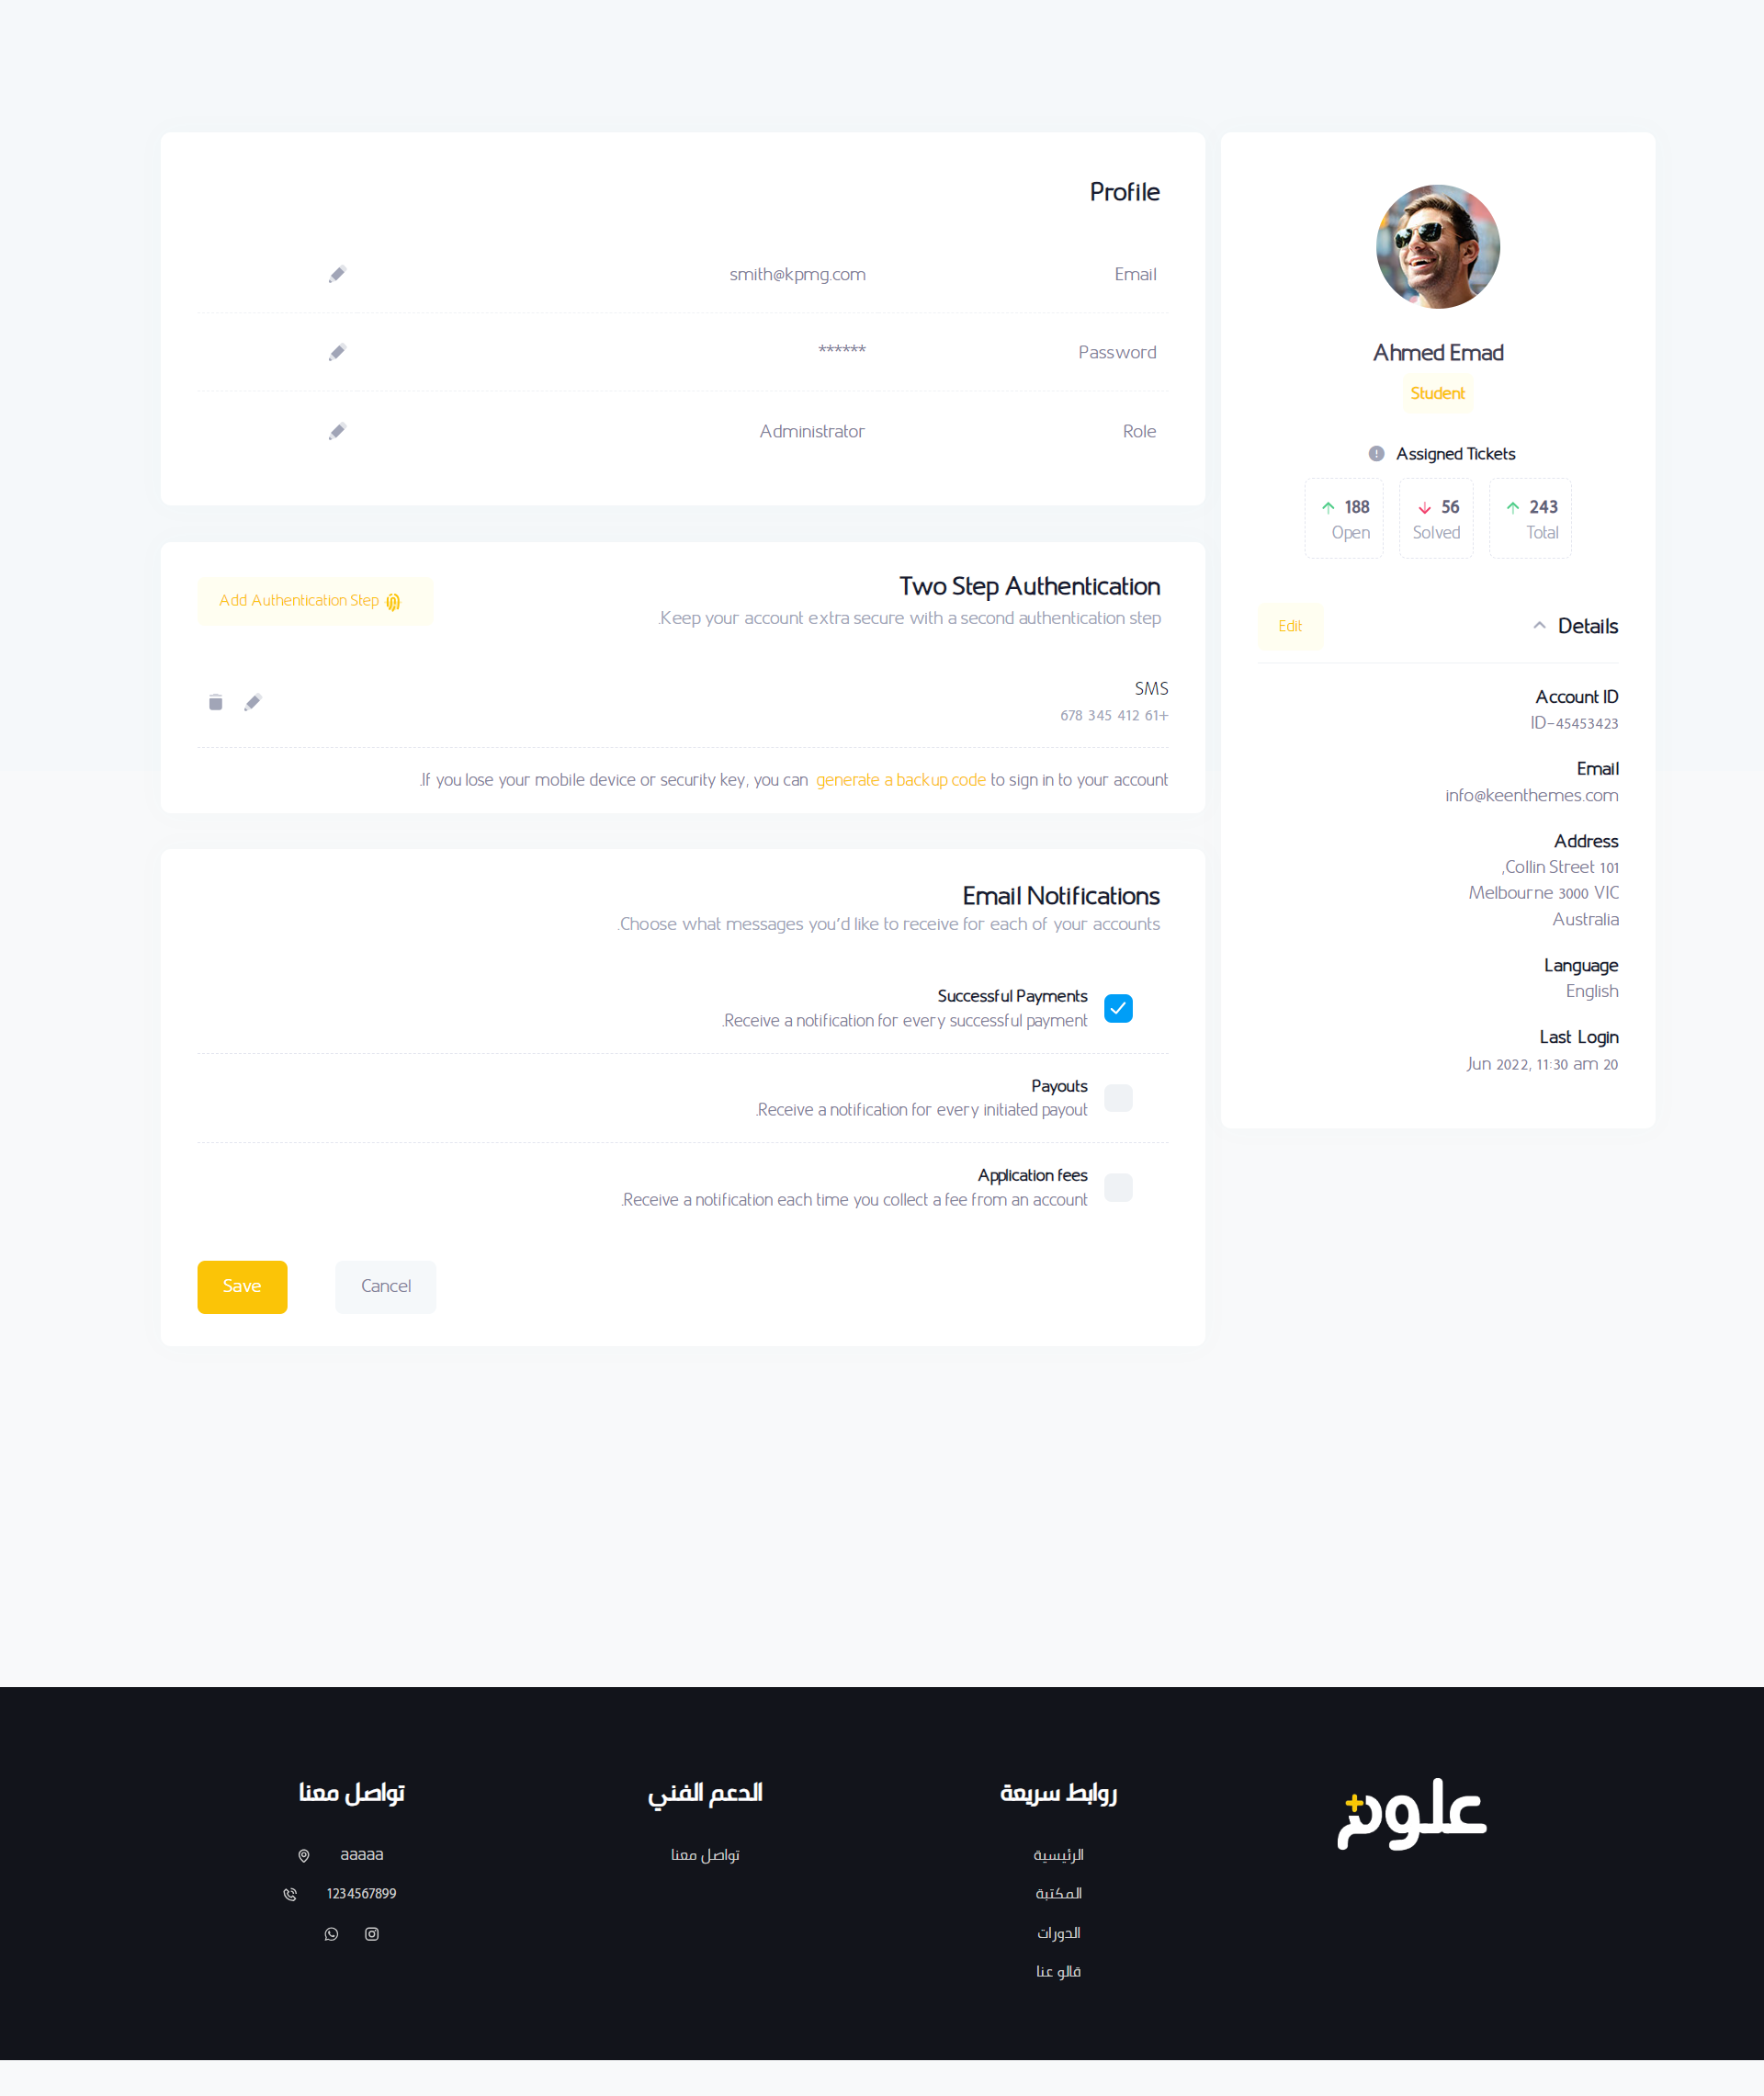 Profile
Email smith@kpmg.com
Password ******
Role Administrator
Two Step Authentication
Keep your account extra secure with a second authentication step.
Add Authentication Step
SMS
+61 412 345 678
If you lose your mobile device or security key, you can generate a backup code to sign in to your account.
Email Notifications
Choose what messages you’d like to receive for each of your accounts.
Successful Payments
Receive a notification for every successful payment.
Payouts
Receive a notification for every initiated payout.
Application fees
Receive a notification each time you collect a fee from an account.
Cancel
Save
Ahmed Emad
Student
Assigned Tickets
243 56 188
Total Solved Open
Details
Edit
Account ID
ID-45453423
Email
info@keenthemes.com
Address
101 Collin Street,
Melbourne 3000 VIC
Australia
Language
English
Last Login
20 Jun 2022, 11:30 am
علوم+
روابط سريعة
الرئيسية
المكتبة
الدورات
قالو عنا
الدعم الفني
تواصل معنا
تواصل معنا
aaaaa
1234567899